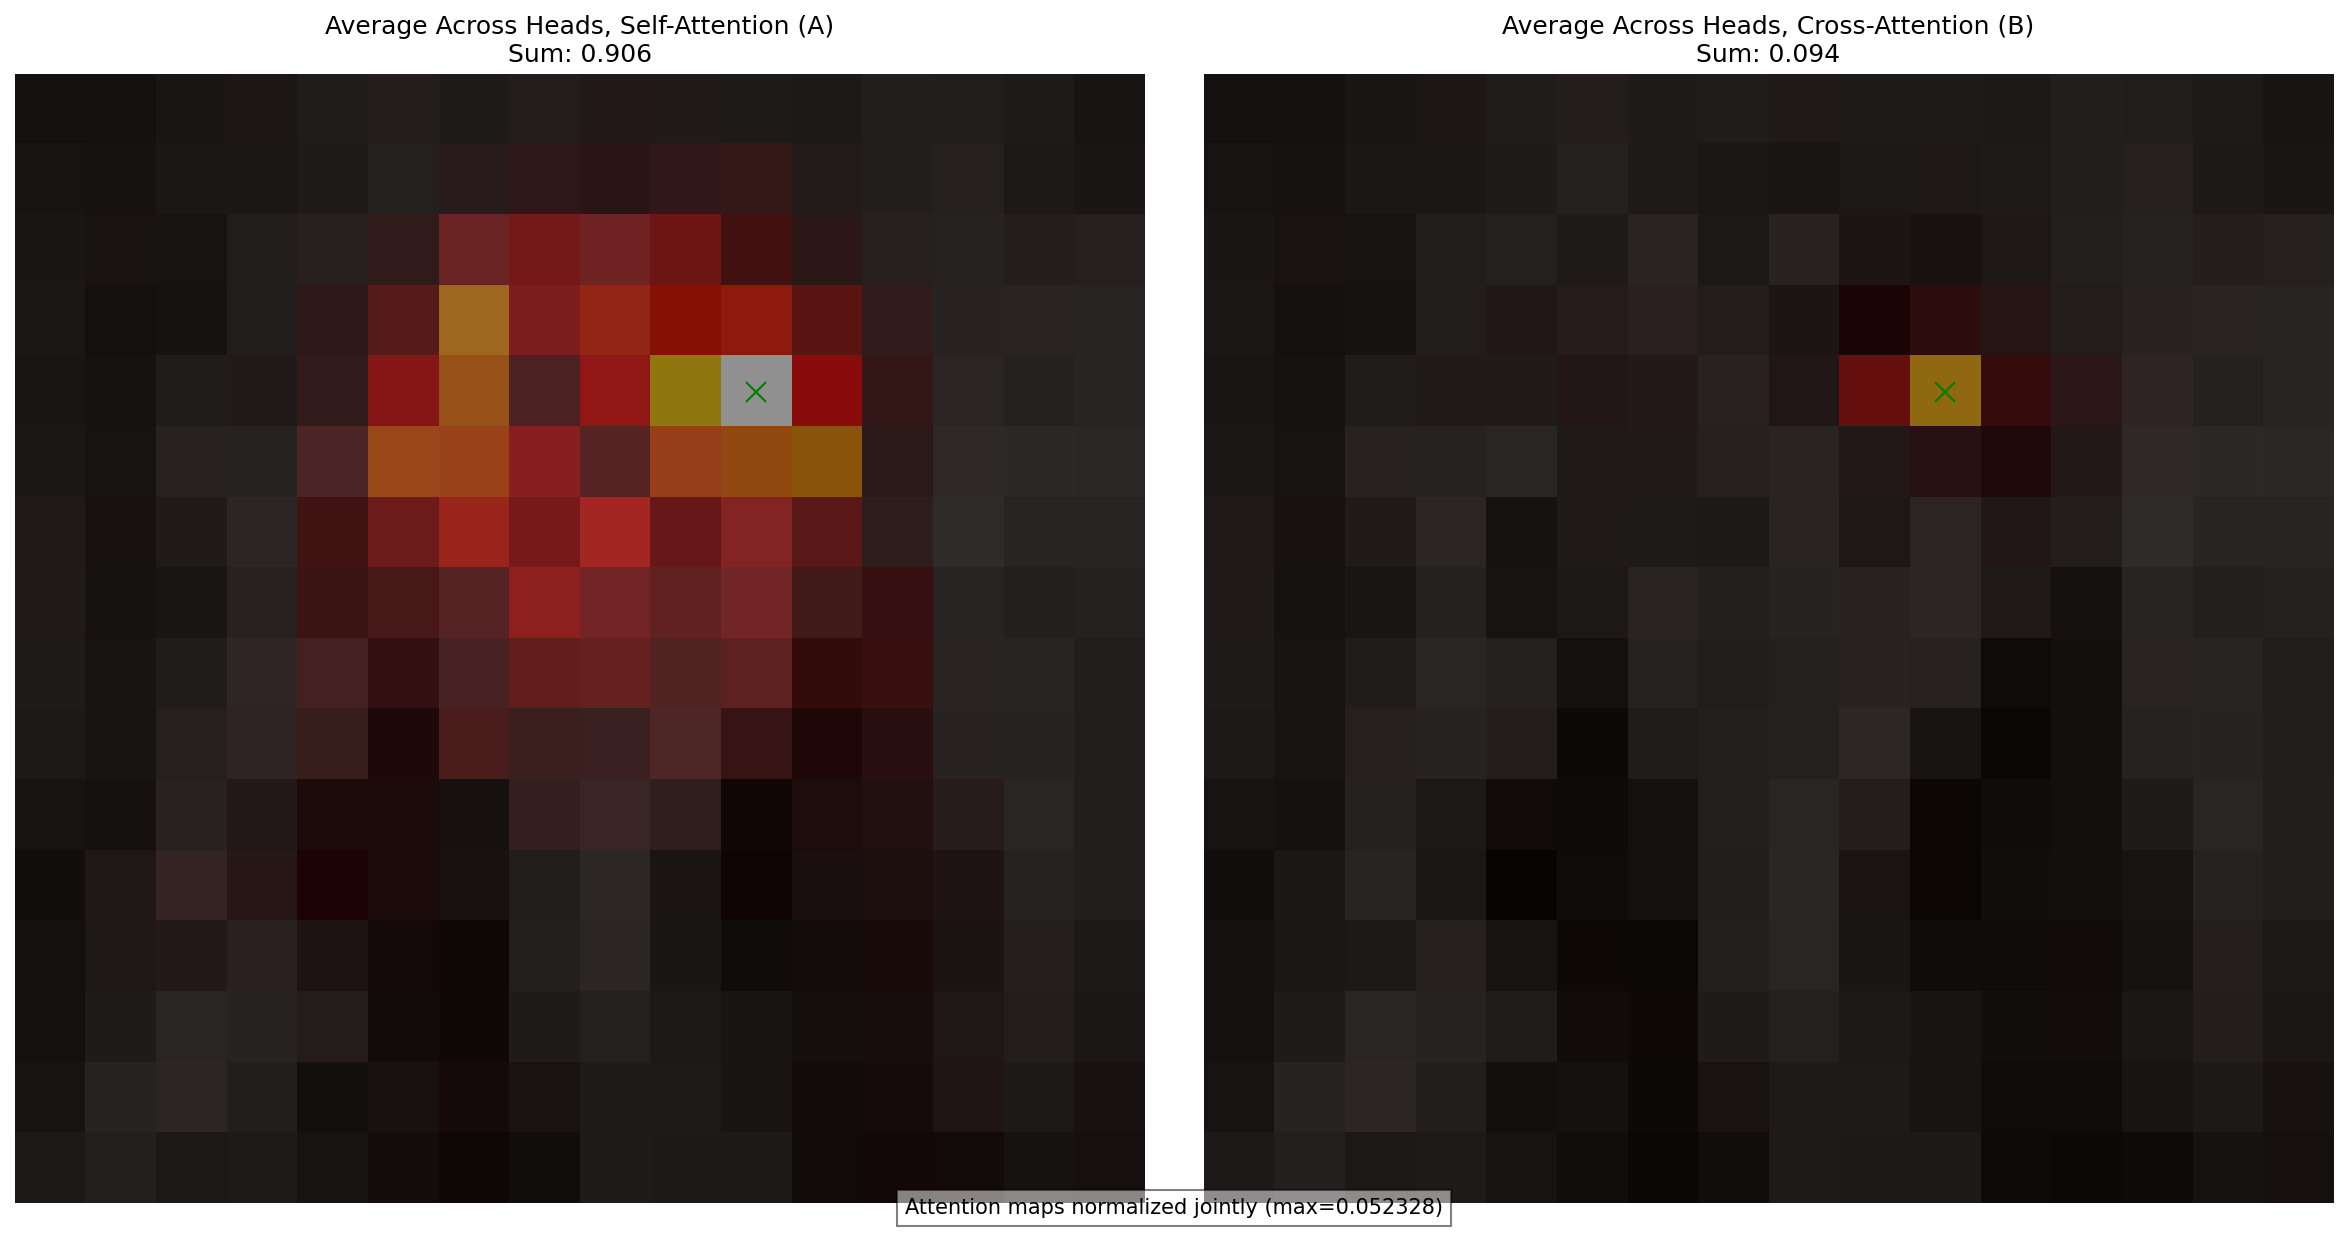 Average Across Heads, Self-Attention (A)
Sum: 0.906
Average Across Heads, Cross-Attention (B)
Sum: 0.094
Attention maps normalized jointly (max=0.052328)